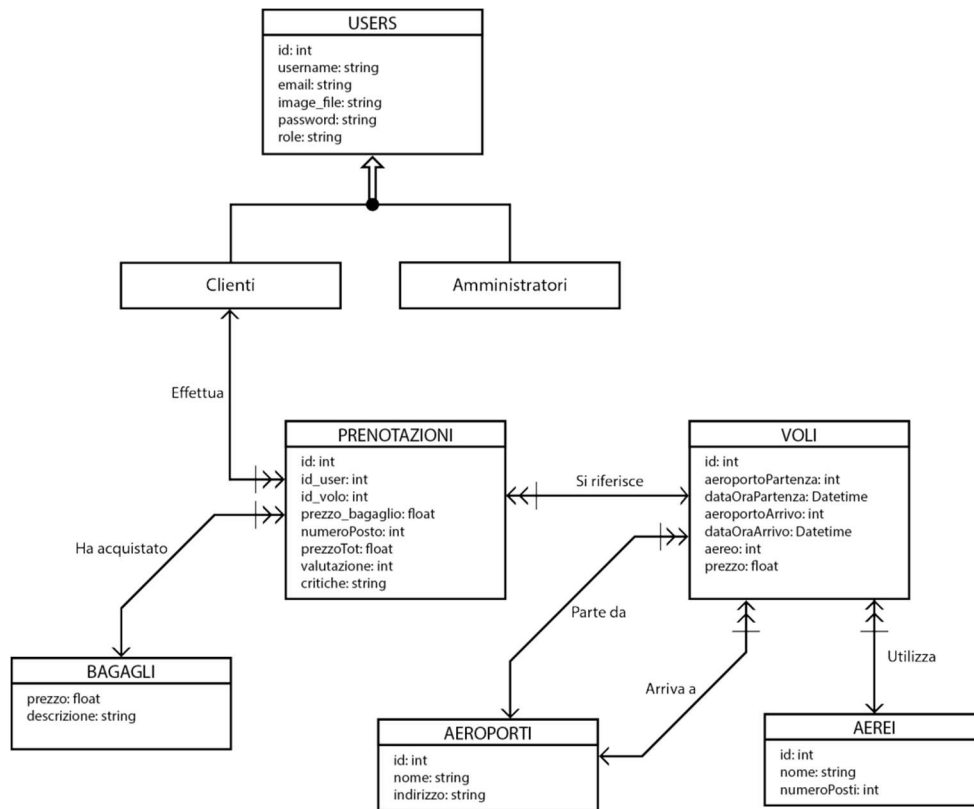 USERS
id: int
username: string
email: string
image_file: string
password: string
role: string
Clienti
Amministratori
Effettua
PRENOTAZIONI
id: int
id_user: int
id_volo: int
prezzo_bagaglio: float
numeroPosto: int
prezzoTot: float
valutazione: int
critiche: string
Si riferisce
VOLI
id: int
aeroportoPartenza: int
dataOraPartenza: Datetime
aeroportoArrivo: int
dataOraArrivo: Datetime
aereo: int
prezzo: float
Ha acquistato
Parte da
Arriva a
Utilizza
BAGAGLI
prezzo: float
descrizione: string
AEROPORTI
id: int
nome: string
indirizzo: string
AEREI
id: int
nome: string
numeroPosti: int